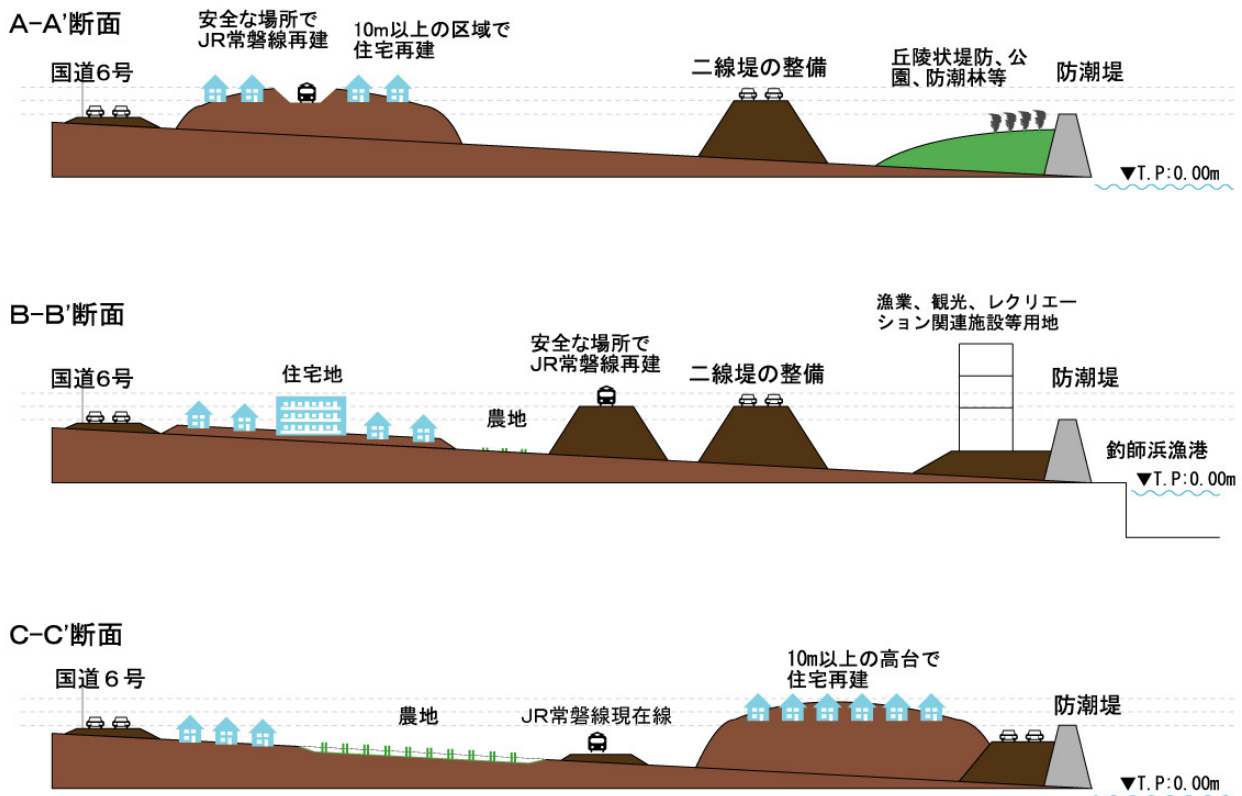 A-A'断面
安全な場所で
JR常磐線再建
10m以上の区域で
住宅再建
国道6号
二線堤の整備
丘陵状堤防、公
園、防潮林等
防潮堤
▼T.P:0.00m
B-B'断面
漁業、観光、レクリエー
ション関連施設等用地
安全な場所で
JR常磐線再建
国道6号
住宅地
農地
二線堤の整備
防潮堤
釣師浜漁港
▼T.P:0.00m
C-C'断面
10m以上の高台で
住宅再建
国道６号
農地
JR常磐線現在線
防潮堤
▼T.P:0.00m